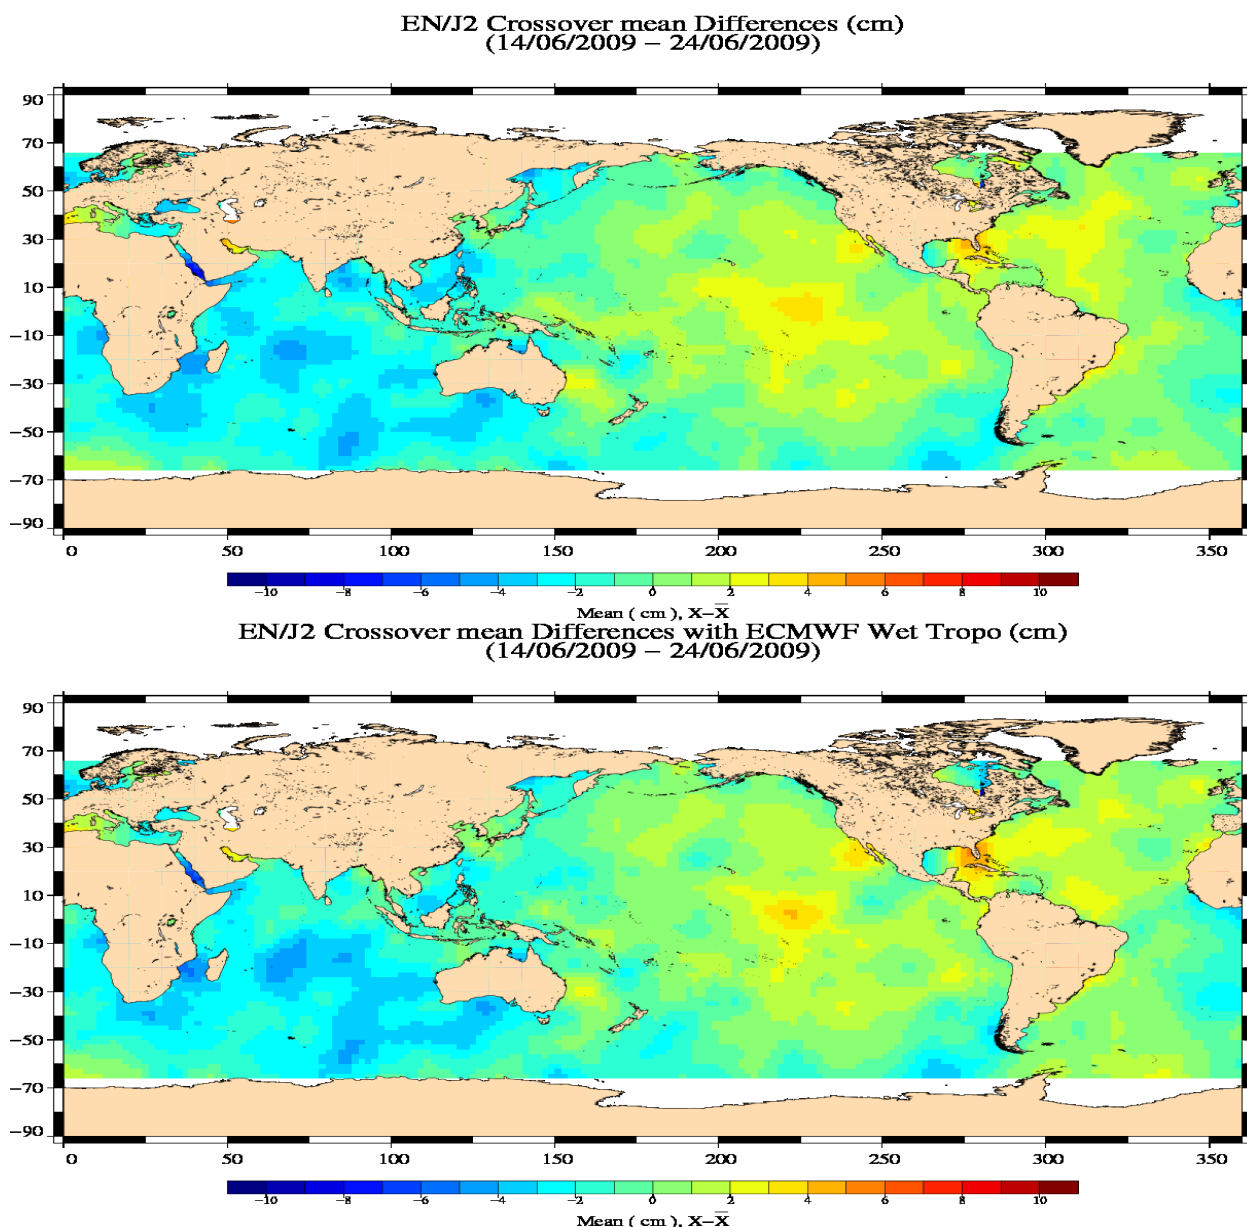 EN/J2 Crossover mean Differences (cm)
(14/06/2009 – 24/06/2009)
90
70
50
30
10
−10
−30
−50
−70
−90
0 50 100 150 200 250 300 350
−10 −8 −6 −4 −2 0 2 4 6 8 10
Mean ( cm ), X−X̅
EN/J2 Crossover mean Differences with ECMWF Wet Tropo (cm)
(14/06/2009 – 24/06/2009)
90
70
50
30
10
−10
−30
−50
−70
−90
0 50 100 150 200 250 300 350
−10 −8 −6 −4 −2 0 2 4 6 8 10
Mean ( cm ), X−X̅